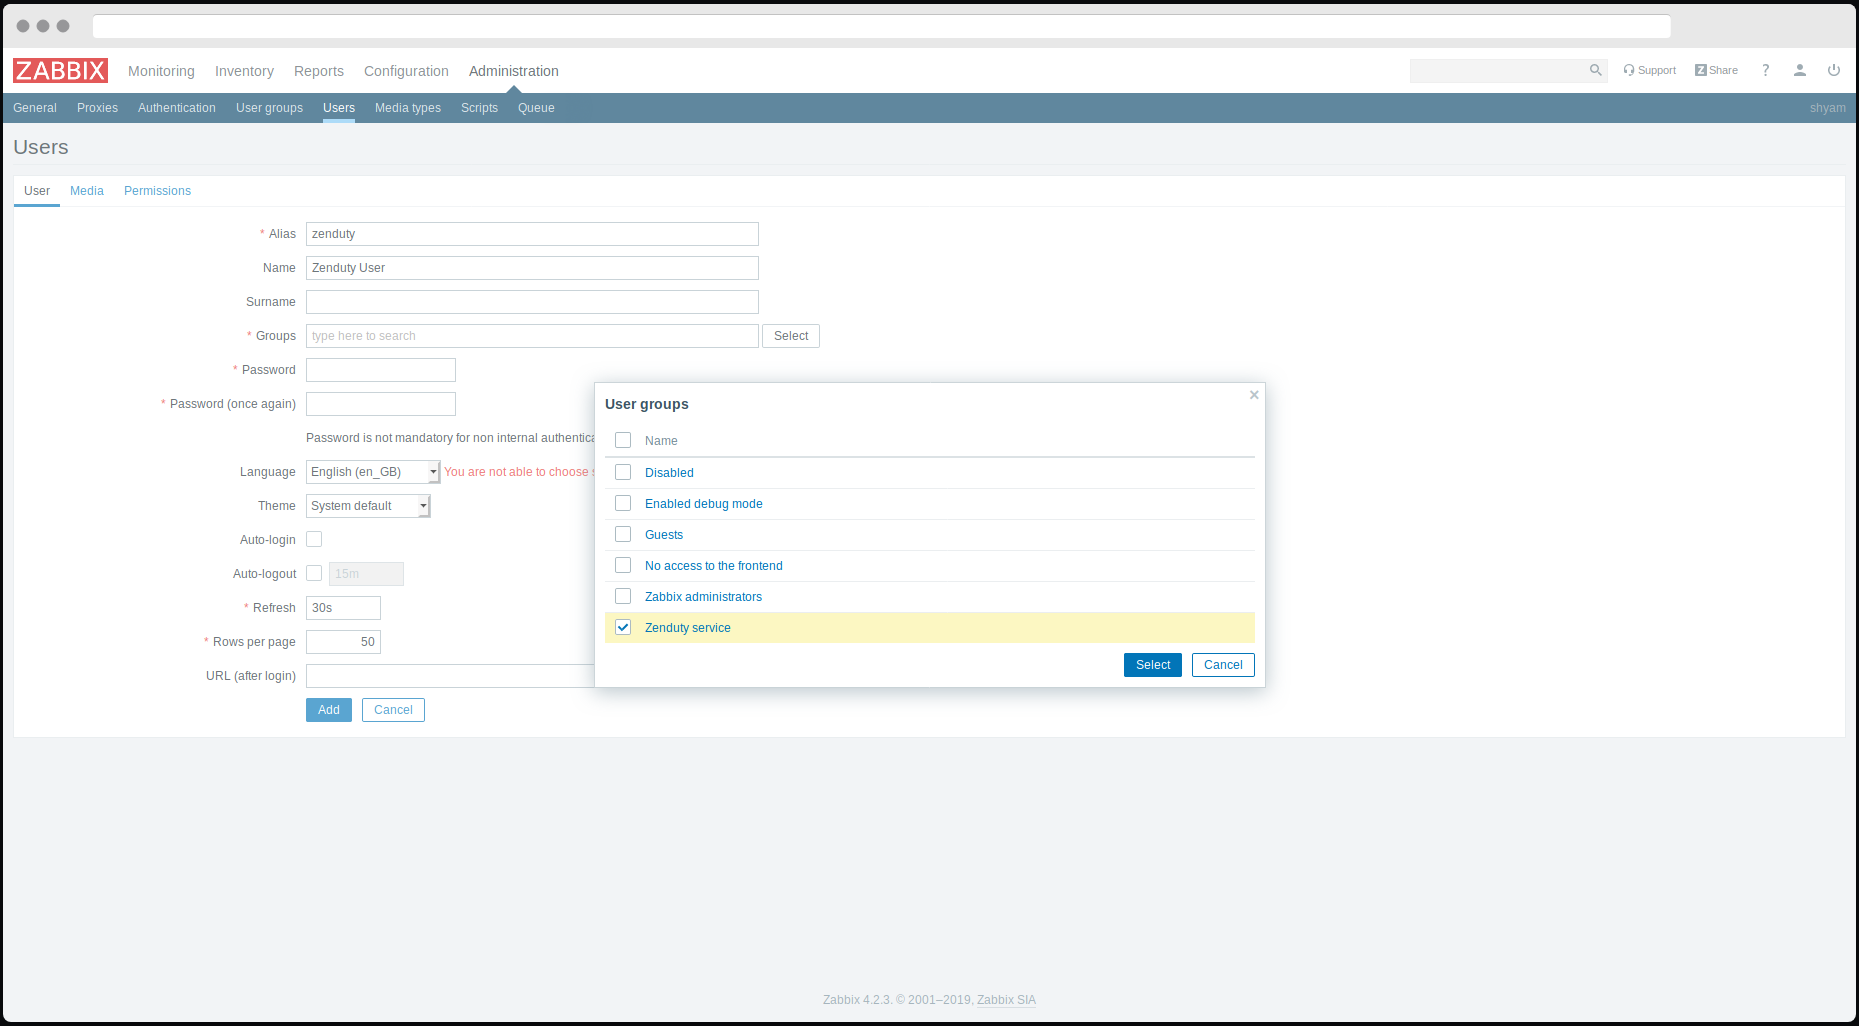 ZABBIX Monitoring Inventory Reports Configuration Administration Support Z Share ?
General Proxies Authentication User groups Users Media types Scripts Queue shyam
Users
User Media Permissions
* Alias zenduty
Name Zenduty User
Surname
* Groups type here to search Select
* Password
* Password (once again)
Password is not mandatory for non internal
Language English (en_GB) You are not able to choose
Theme System default
Auto-login
Auto-logout 15m
* Refresh 30s
* Rows per page 50
URL (after login)
Add Cancel
User groups ×
Name
Disabled
Enabled debug mode
Guests
No access to the frontend
Zabbix administrators
Zenduty service
Select Cancel
Zabbix 4.2.3. © 2001–2019, Zabbix SIA